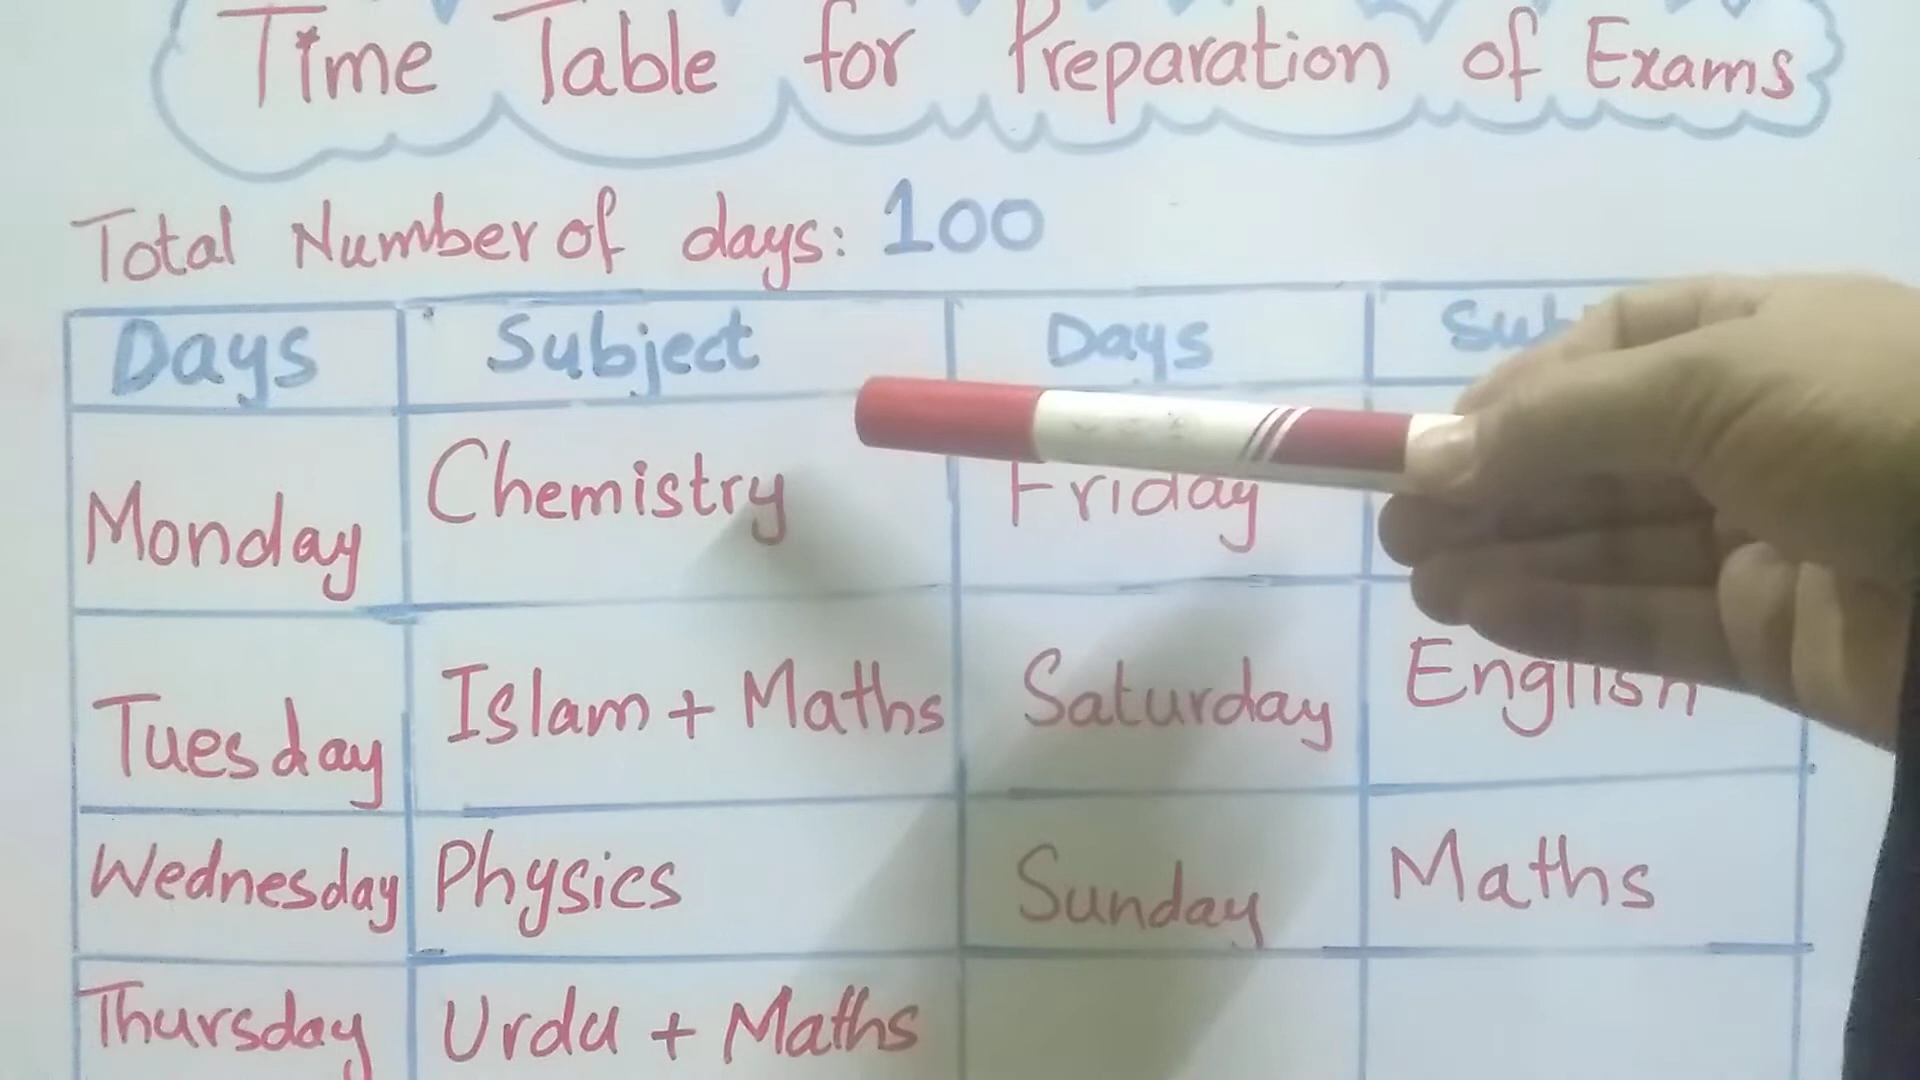 Time Table for Preparation of Exams
Total Number of days: 100
Days Subject Days
Monday Chemistry Friday
Tuesday Islam + Maths Saturday English
Wednesday Physics Sunday Maths
Thursday Urdu + Maths